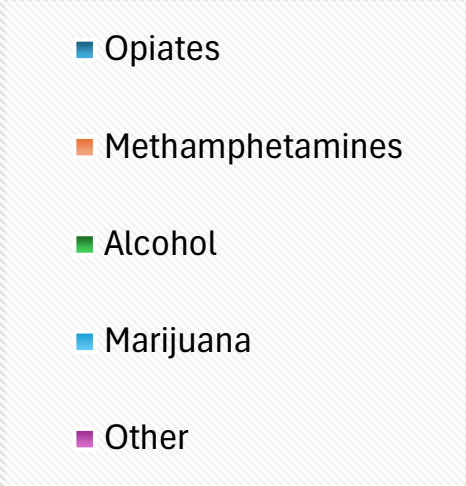 Opiates
Methamphetamines
Alcohol
Marijuana
Other